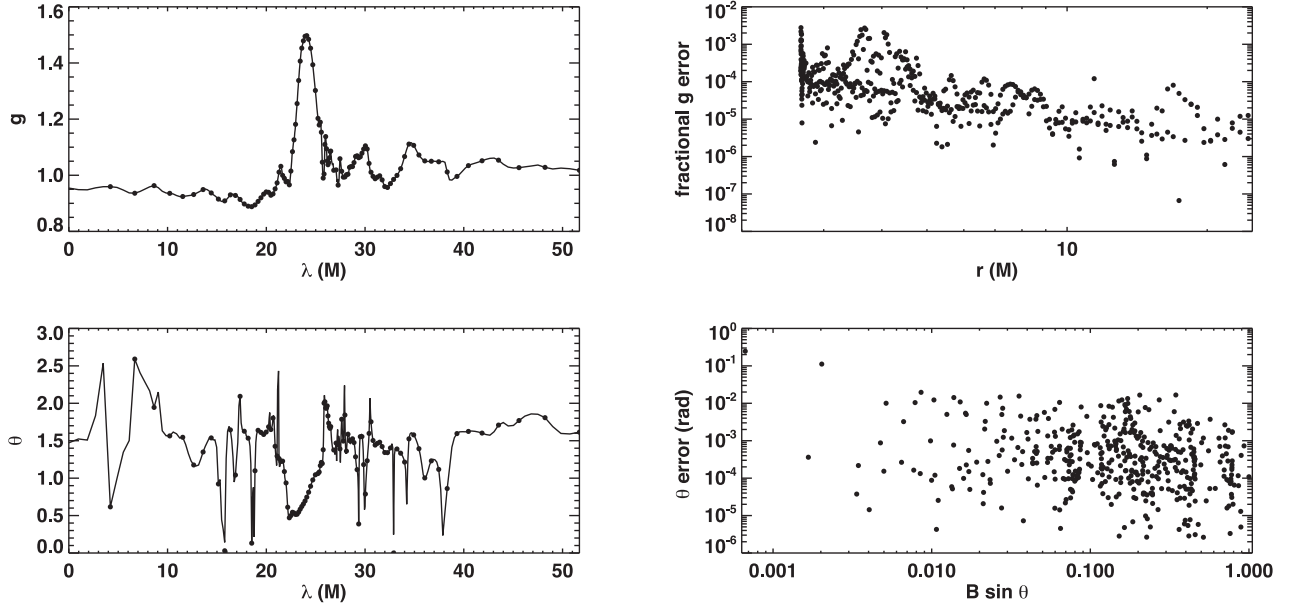 1.6
1.4
1.2
1.0
0.8
g
0 10 20 30 40 50
λ (M)
10⁻²
10⁻³
10⁻⁴
10⁻⁵
10⁻⁶
10⁻⁷
10⁻⁸
fractional g error
10
r (M)
3.0
2.5
2.0
1.5
1.0
0.5
0.0
θ
0 10 20 30 40 50
λ (M)
10⁰
10⁻¹
10⁻²
10⁻³
10⁻⁴
10⁻⁵
10⁻⁶
θ error (rad)
0.001 0.010 0.100 1.000
B sin θ